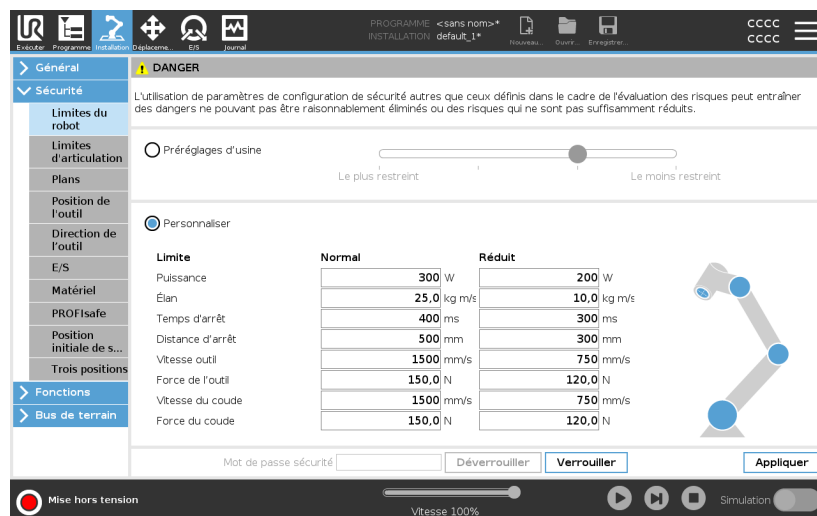 PROGRAMME <sans nom>*
INSTALLATION default_1*
CCCC
CCCC
Exécuter Programme Installation Déplaceme... E/S Journal Nouveau... Ouvrir... Enregistrer...
Général
Sécurité
Limites du
robot
Limites
d'articulation
Plans
Position de
l'outil
Direction de
l'outil
E/S
Matériel
PROFIsafe
Position
initiale de s...
Trois positions
Fonctions
Bus de terrain
DANGER
L'utilisation de paramètres de configuration de sécurité autres que ceux définis dans le cadre de l'évaluation des risques peut entraîner
des dangers ne pouvant pas être raisonnablement éliminés ou des risques qui ne sont pas suffisamment réduits.
Préréglages d'usine
Le plus restreint Le moins restreint
Personnaliser
Limite Normal Réduit
Puissance 300 W 200 W
Élan 25,0 kg m/s 10,0 kg m/s
Temps d'arrêt 400 ms 300 ms
Distance d'arrêt 500 mm 300 mm
Vitesse outil 1500 mm/s 750 mm/s
Force de l'outil 150,0 N 120,0 N
Vitesse du coude 1500 mm/s 750 mm/s
Force du coude 150,0 N 120,0 N
Mot de passe sécurité Déverrouiller Verrouiller Appliquer
Mise hors tension
Vitesse 100%
Simulation